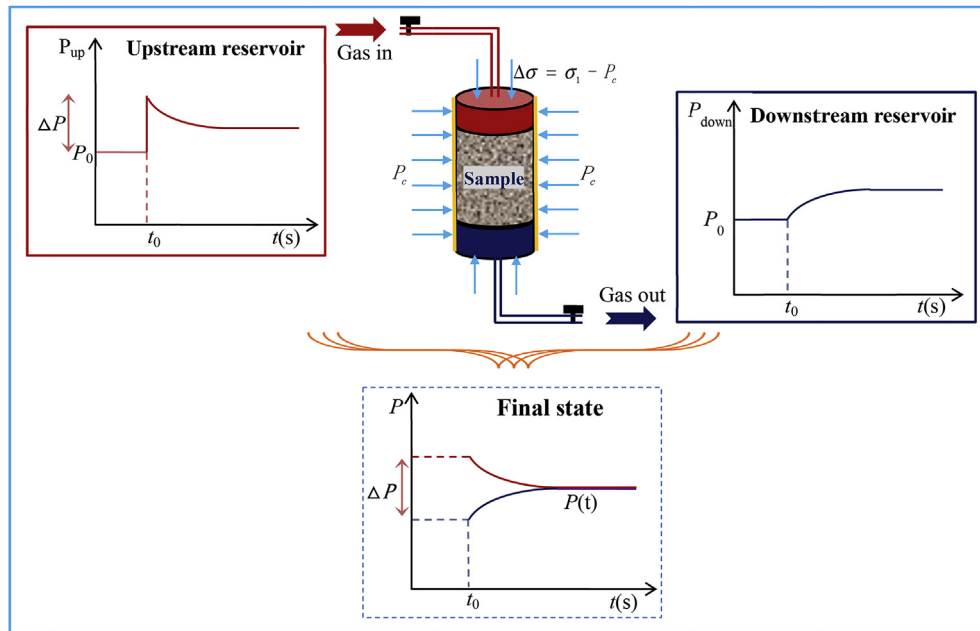 P_up
Upstream reservoir
ΔP
P_0
t_0
t(s)
Gas in
Δσ = σ_1 − P_c
P_c
Sample
P_c
Gas out
P_down
Downstream reservoir
P_0
t_0
t(s)
P
Final state
ΔP
P(t)
t_0
t(s)